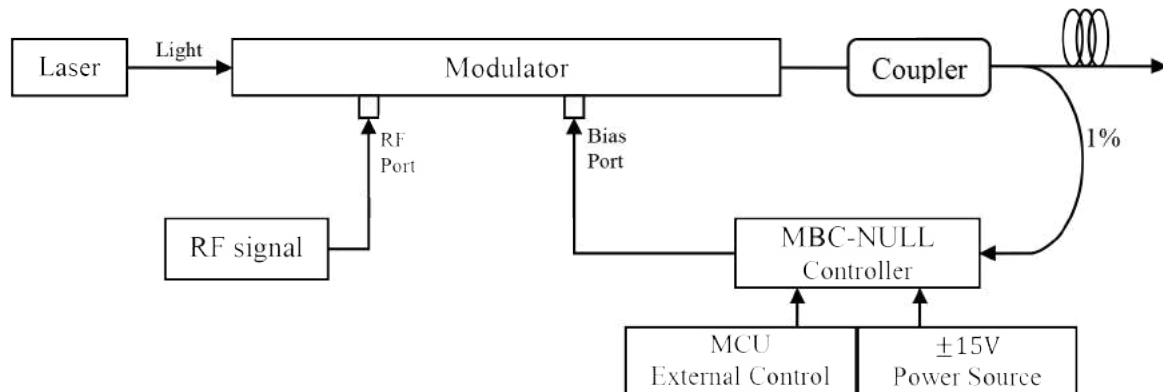 Laser
Light
Modulator
Coupler
RF
Port
Bias
Port
1%
RF signal
MBC-NULL
Controller
MCU
External Control
±15V
Power Source